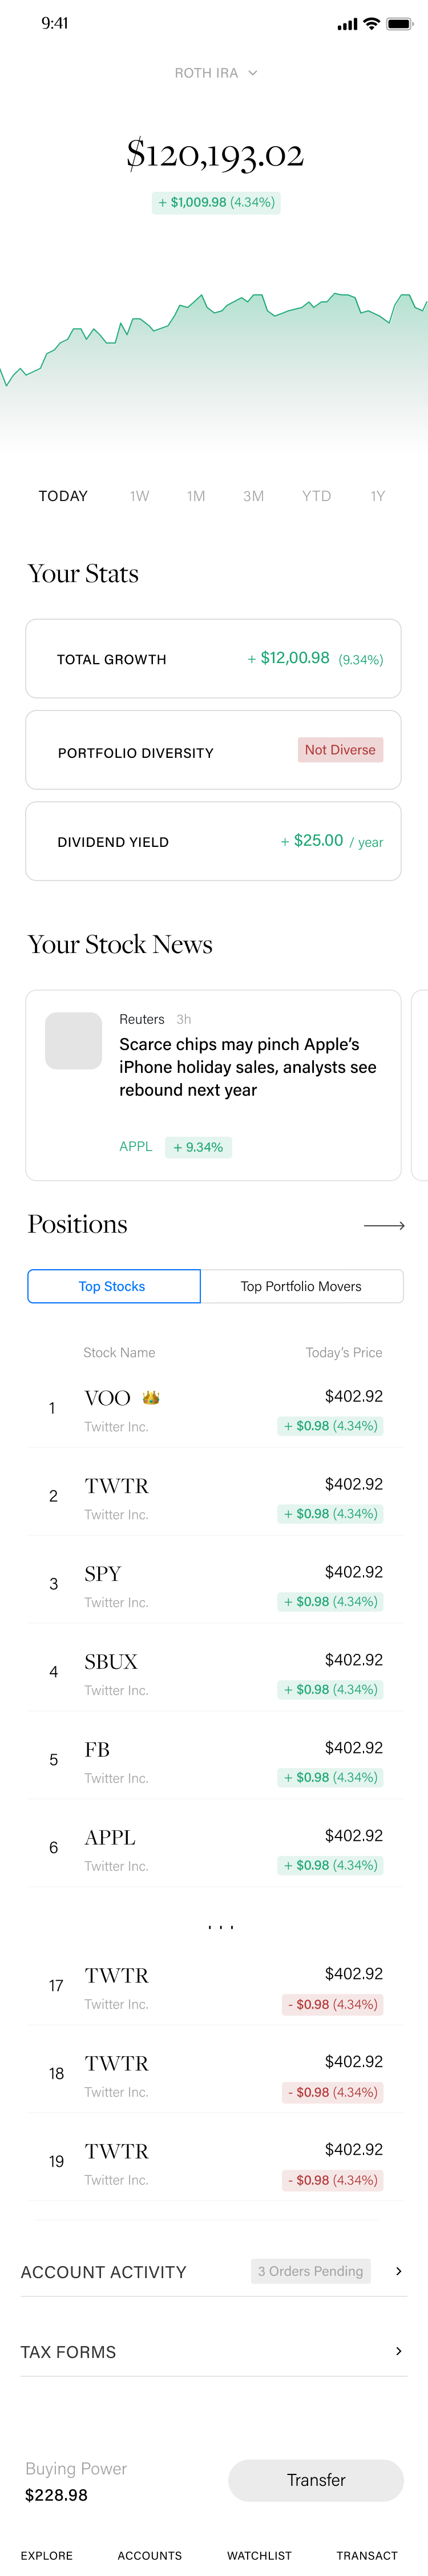 9:41
ROTH IRA
$120,193.02
+ $1,009.98 (4.34%)
TODAY 1W 1M 3M YTD 1Y
Your Stats
TOTAL GROWTH + $12,00.98 (9.34%)
PORTFOLIO DIVERSITY Not Diverse
DIVIDEND YIELD + $25.00 / year
Your Stock News
Reuters 3h
Scarce chips may pinch Apple’s
iPhone holiday sales, analysts see
rebound next year
APPL + 9.34%
Positions
Top Stocks Top Portfolio Movers
Stock Name Today’s Price
1 VOO $402.92
Twitter Inc. + $0.98 (4.34%)
2 TWTR $402.92
Twitter Inc. + $0.98 (4.34%)
3 SPY $402.92
Twitter Inc. + $0.98 (4.34%)
4 SBUX $402.92
Twitter Inc. + $0.98 (4.34%)
5 FB $402.92
Twitter Inc. + $0.98 (4.34%)
6 APPL $402.92
Twitter Inc. + $0.98 (4.34%)
...
17 TWTR $402.92
Twitter Inc. - $0.98 (4.34%)
18 TWTR $402.92
Twitter Inc. - $0.98 (4.34%)
19 TWTR $402.92
Twitter Inc. - $0.98 (4.34%)
ACCOUNT ACTIVITY 3 Orders Pending
TAX FORMS
Buying Power
$228.98
Transfer
EXPLORE ACCOUNTS WATCHLIST TRANSACT